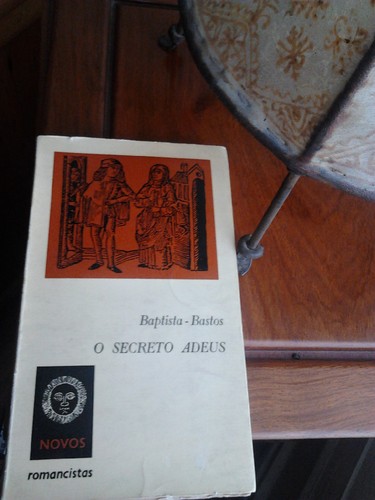 Baptista-Bastos
O SECRETO ADEUS
NOVOS
romancistas